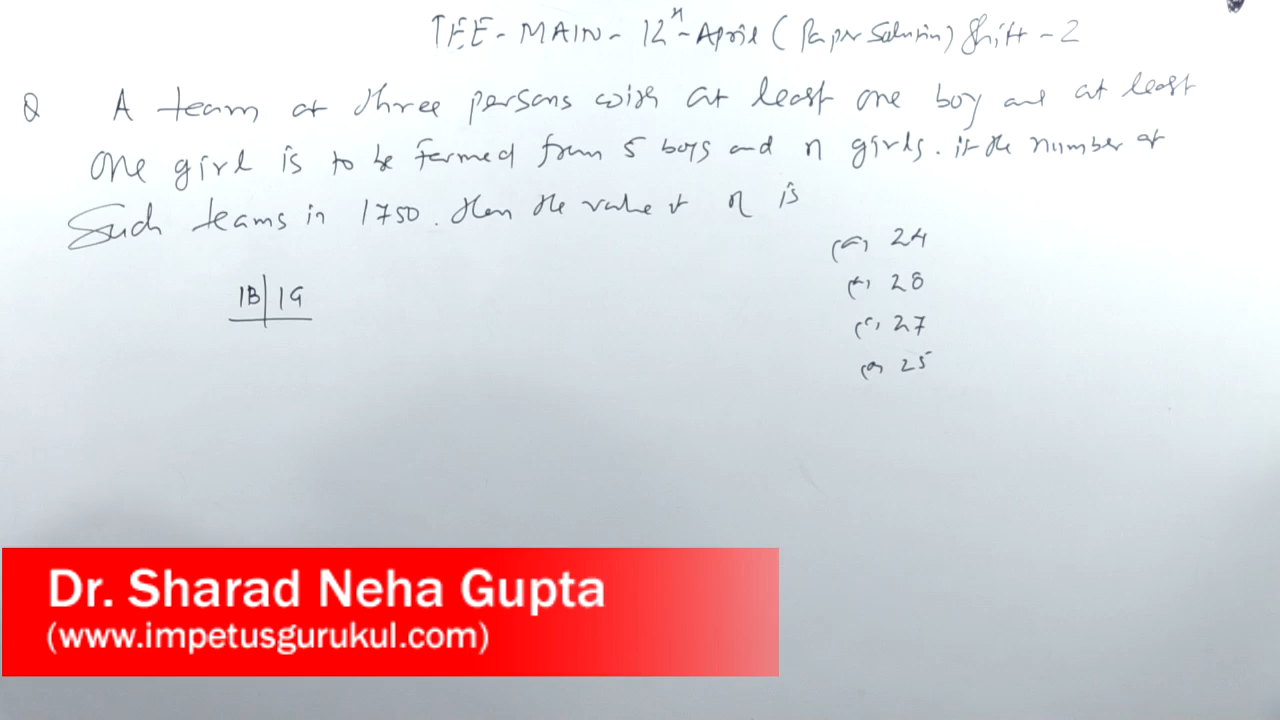 JEE - MAIN - 12th - April (Paper Solution) Shift - 2
Q A team of three persons with at least one boy and at least
one girl is to be formed from 5 boys and n girls. if the number of
Such teams in 1750. then the value of n is
(a) 24
(b) 28
(c) 27
(d) 25
1B | 1G
Dr. Sharad Neha Gupta
(www.impetusgurukul.com)